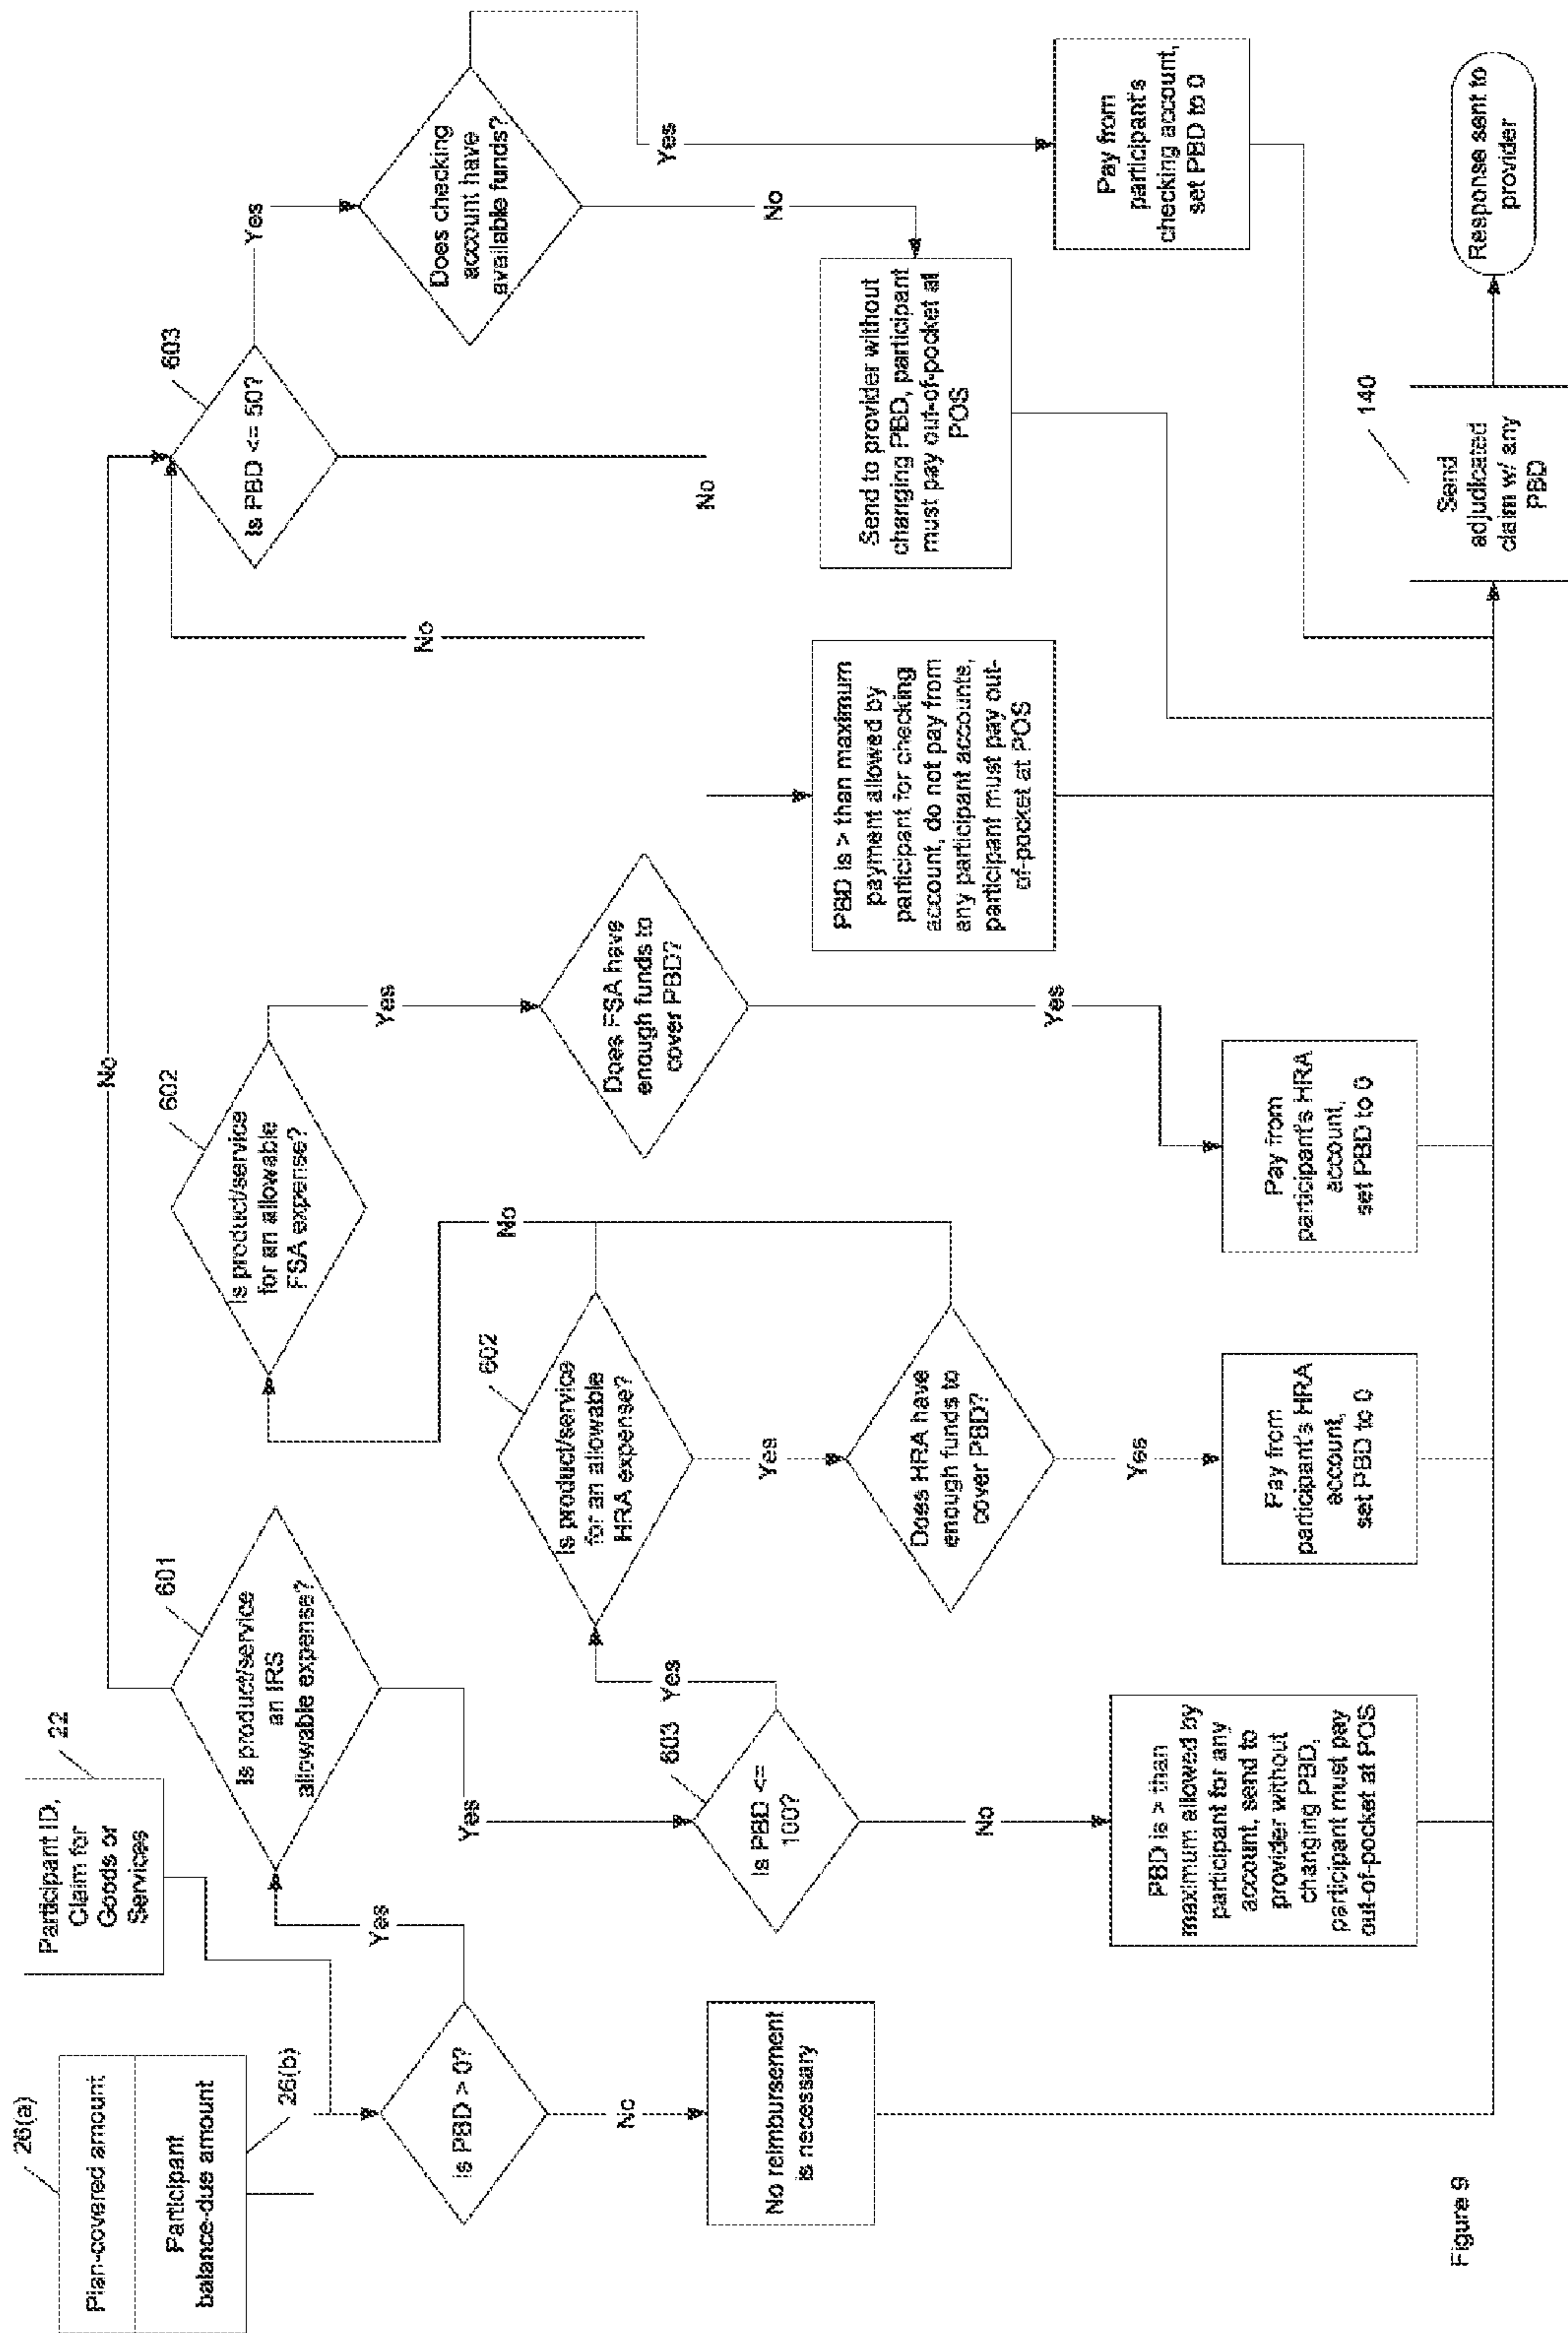 26(a)
Plan-covered amount
Participant
balance-due amount
26(b)
Participant ID,
Claim for
Goods or
Services
22
is PBD > 0?
No
No reimbursement
is necessary
Yes
Is product/service
an IRS
allowable expense?
601
No
Yes
603
Is PBD <=
100?
No
PBD is > than
maximum allowed by
participant for any
account, send to
provider without
changing PBD,
participant must pay
out-of-pocket at POS
Yes
Is product/service
for an allowable
HRA expense?
602
Yes
Does HRA have
enough funds to
cover PBD?
Yes
Pay from
participant's HRA
account,
set PBD to 0
No
Is product/service
for an allowable
FSA expense?
602
Yes
Does FSA have
enough funds to
cover PBD?
Yes
Pay from
participant's HRA
account,
set PBD to 0
No
Is PBD <= 50?
603
No
PBD is > than maximum
payment allowed by
participant for checking
account, do not pay from
any participant accounts,
participant must pay out-
of-pocket at POS
Yes
Does checking
account have
available funds?
No
Send to provider without
changing PBD, participant
must pay out-of-pocket at
POS
Yes
Pay from
participant's
checking account,
set PBD to 0
140
Send
adjudicated
claim w/ any
PBD
Response sent to
provider
Figure 9